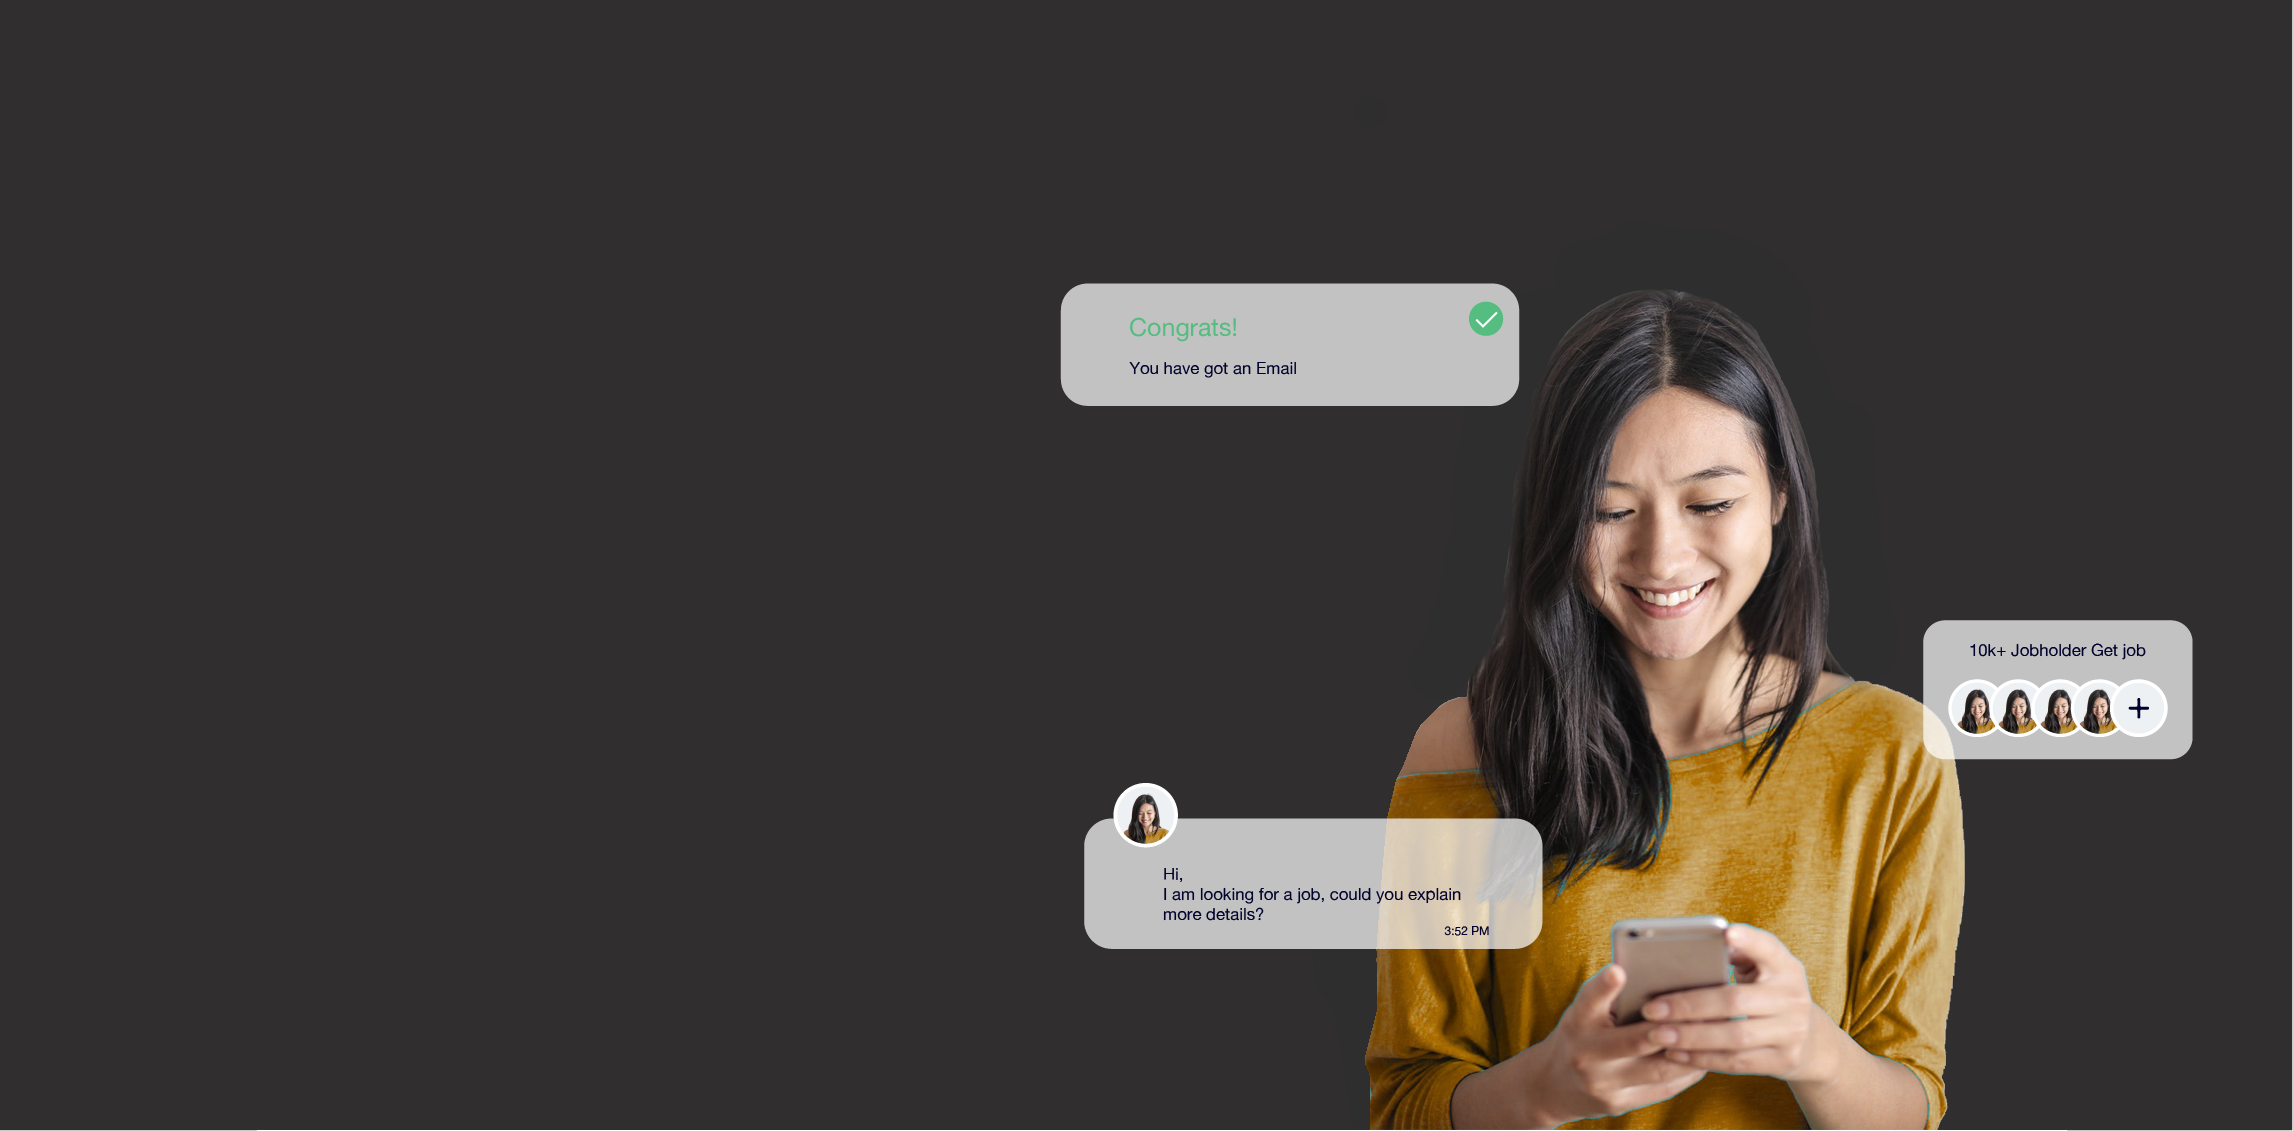 Congrats!
You have got an Email
10k+ Jobholder Get job
Hi,
I am looking for a job, could you explain
more details?
3:52 PM